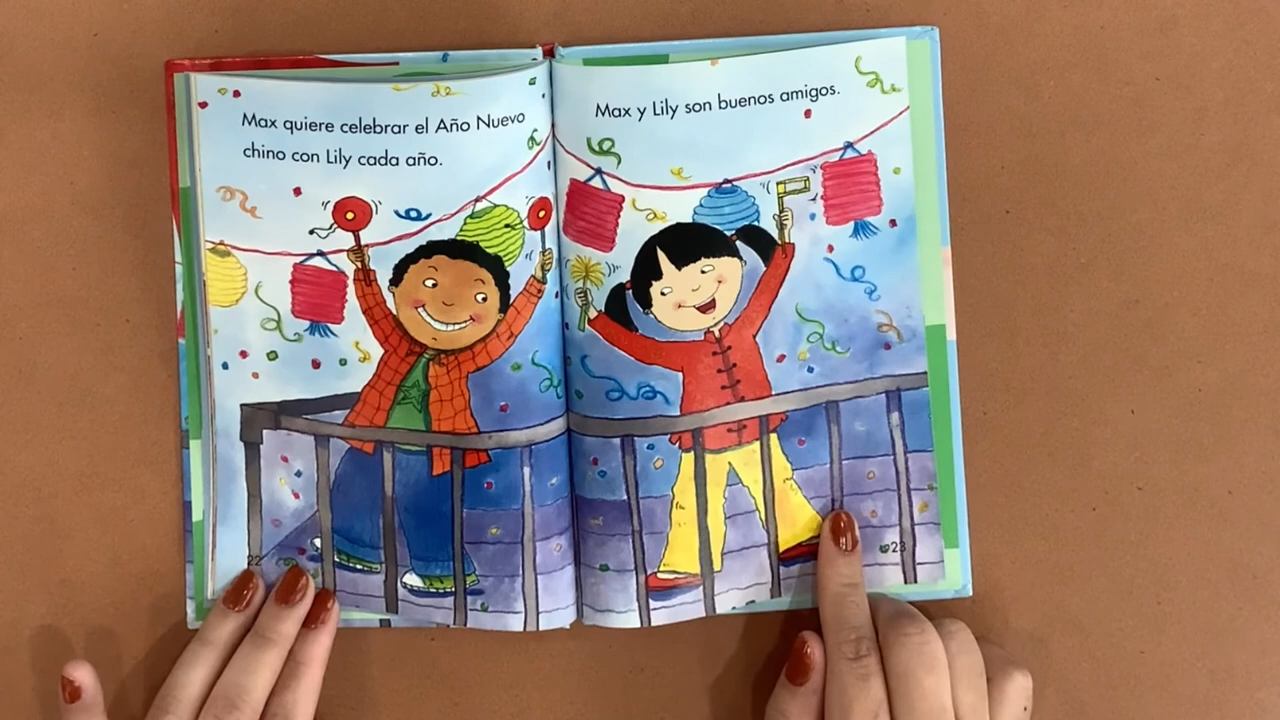 Max quiere celebrar el Año Nuevo
chino con Lily cada año.
22
Max y Lily son buenos amigos.
23